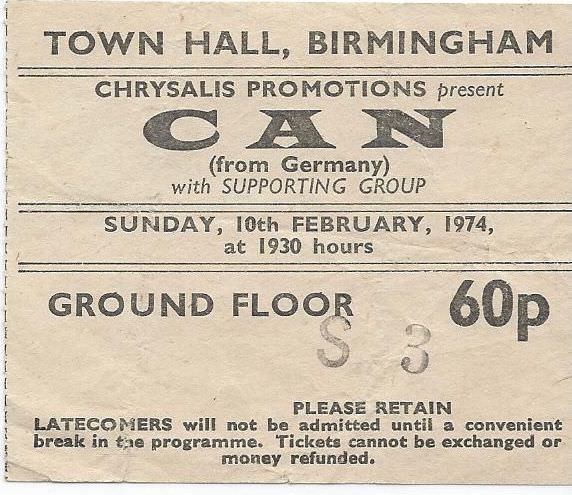 TOWN HALL, BIRMINGHAM
CHRYSALIS PROMOTIONS present
CAN
(from Germany)
with SUPPORTING GROUP
SUNDAY, 10th FEBRUARY, 1974,
at 1930 hours
GROUND FLOOR 60p
S 3
PLEASE RETAIN
LATECOMERS will not be admitted until a convenient
break in the programme. Tickets cannot be exchanged or
money refunded.